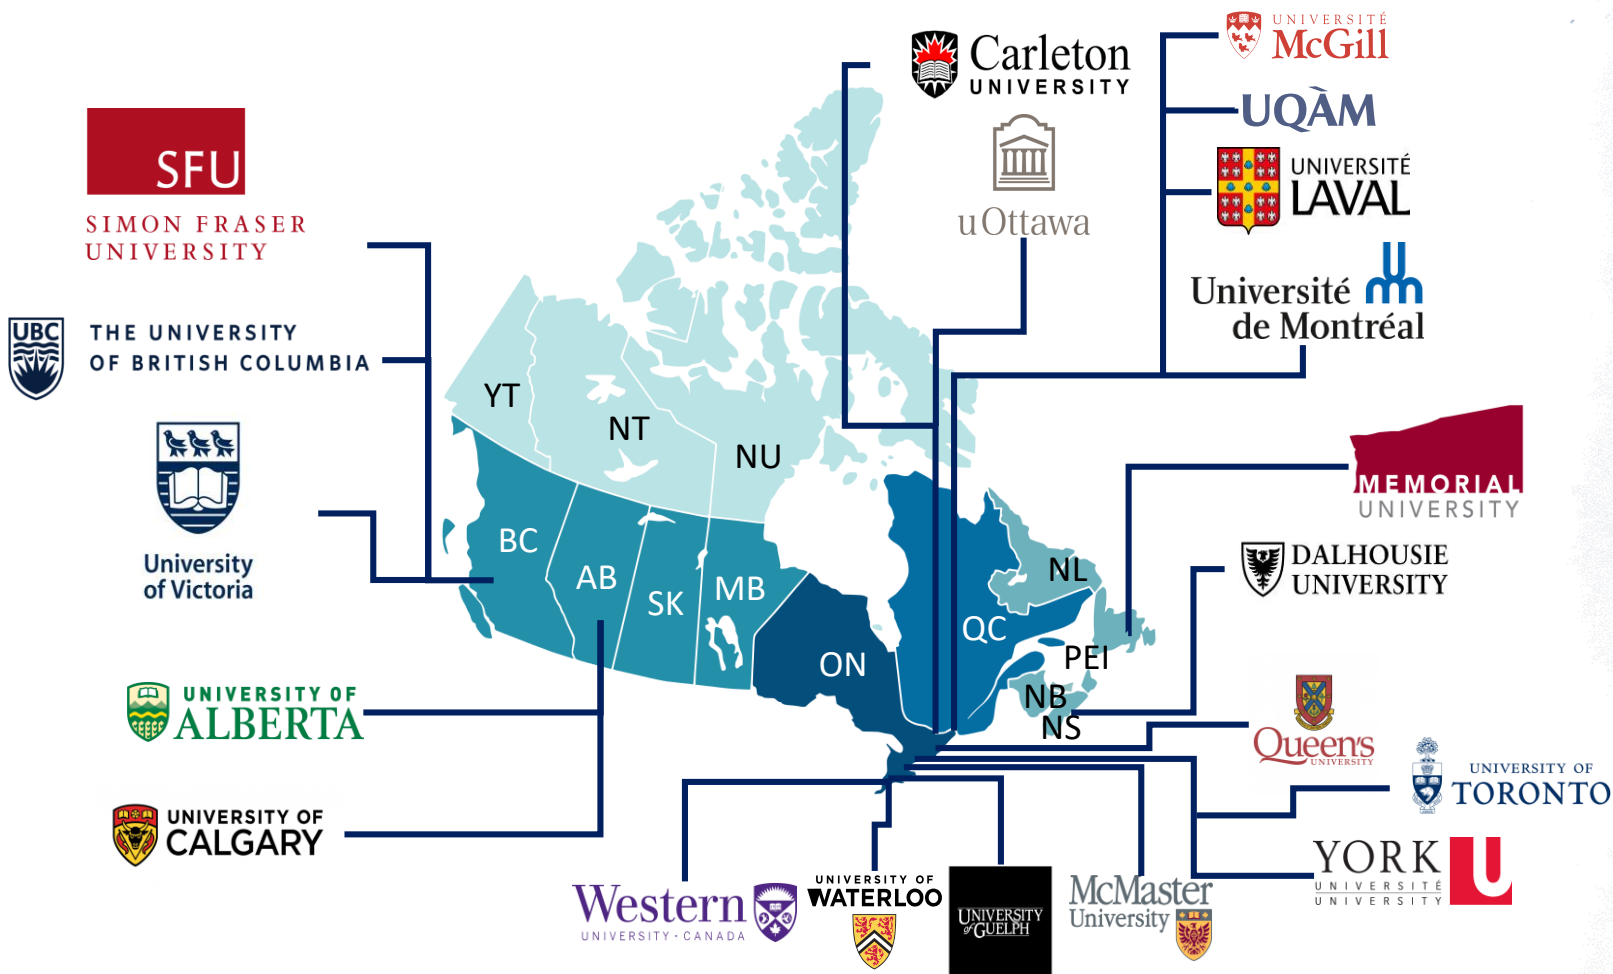 Carleton
UNIVERSITY
uOttawa
UNIVERSITÉ
McGill
UQÀM
UNIVERSITÉ
LAVAL
Université
de Montréal
SFU
SIMON FRASER
UNIVERSITY
UBC
THE UNIVERSITY
OF BRITISH COLUMBIA
University
of Victoria
UNIVERSITY OF
ALBERTA
UNIVERSITY OF
CALGARY
YT
NT
NU
BC
AB
SK
MB
ON
QC
NL
PEI
NB
NS
MEMORIAL
UNIVERSITY
DALHOUSIE
UNIVERSITY
Queen's
UNIVERSITY
UNIVERSITY OF
TORONTO
YORK U
UNIVERSITÉ
UNIVERSITY
Western
UNIVERSITY · CANADA
UNIVERSITY OF
WATERLOO
UNIVERSITY
of GUELPH
McMaster
University